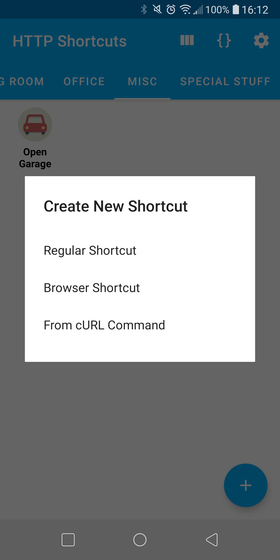 100% 16:12
HTTP Shortcuts {}
G ROOM OFFICE MISC SPECIAL STUFF
Open
Garage
Create New Shortcut
Regular Shortcut
Browser Shortcut
From cURL Command
+